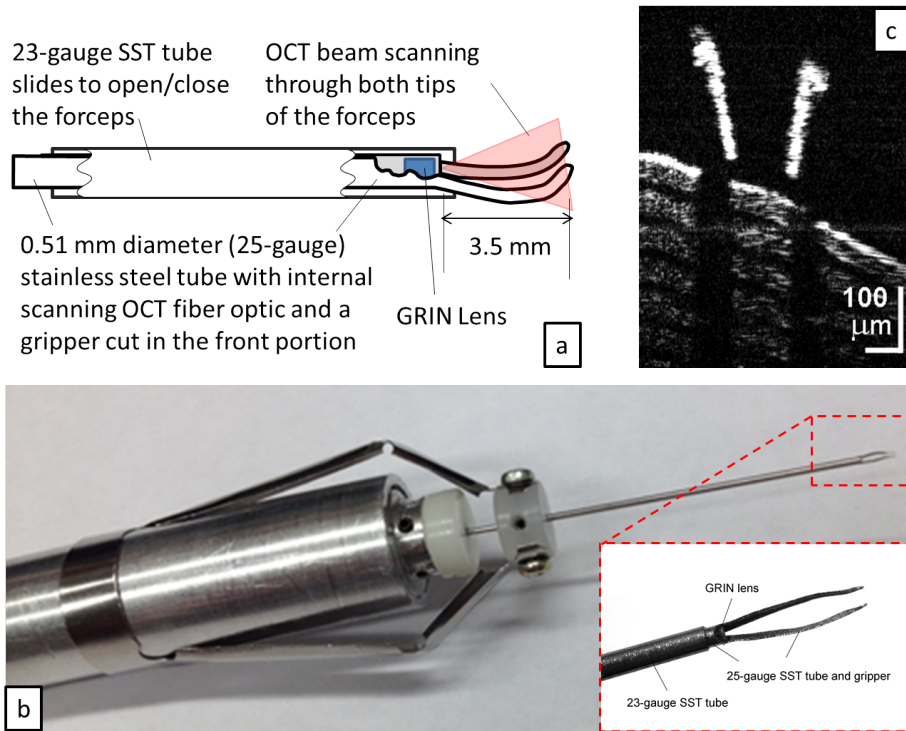 a
23-gauge SST tube
slides to open/close
the forceps
OCT beam scanning
through both tips
of the forceps
3.5 mm
0.51 mm diameter (25-gauge)
stainless steel tube with internal
scanning OCT fiber optic and a
gripper cut in the front portion
GRIN Lens
a
c
100
μm
b
GRIN lens
25-gauge SST tube and gripper
23-gauge SST tube